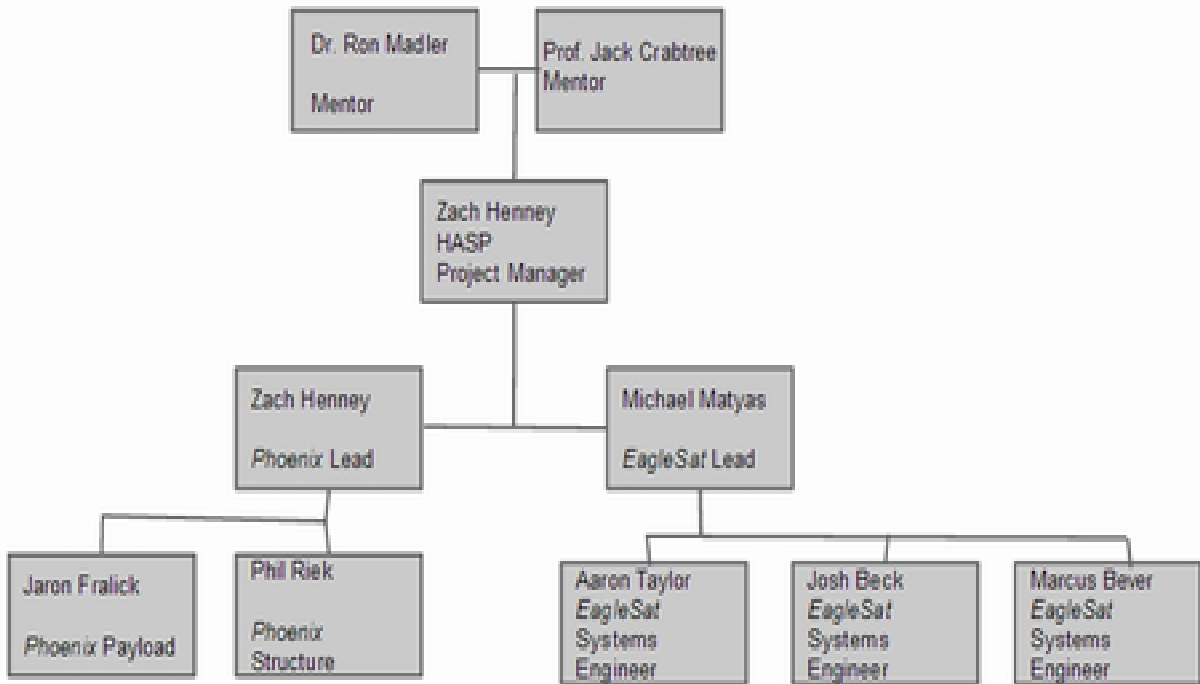 Dr. Ron Madler
Mentor
Prof. Jack Crabtree
Mentor
Zach Henney
HASP
Project Manager
Zach Henney
Phoenix Lead
Michael Matyas
EagleSat Lead
Jaron Fralick
Phoenix Payload
Phil Riek
Phoenix
Structure
Aaron Taylor
EagleSat
Systems
Engineer
Josh Beck
EagleSat
Systems
Engineer
Marcus Bever
EagleSat
Systems
Engineer